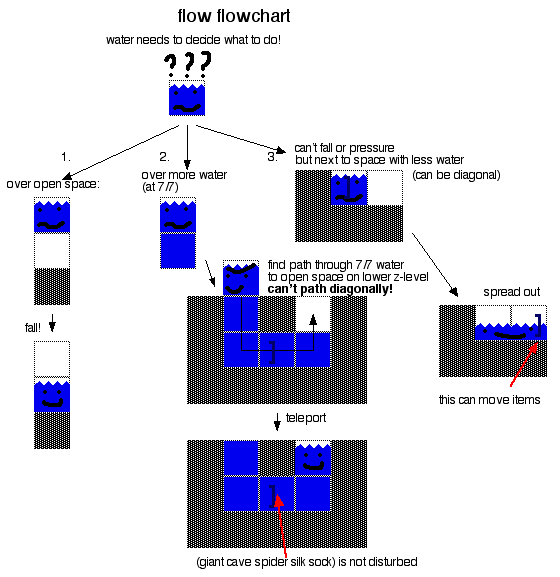 flow flowchart
water needs to decide what to do!
???
1.
over open space:
fall!
2.
over more water
(at 7/7)
find path through 7/7 water
to open space on lower z-level
can't path diagonally!
teleport
(giant cave spider silk sock) is not disturbed
3.
can't fall or pressure
but next to space with less water
(can be diagonal)
spread out
this can move items